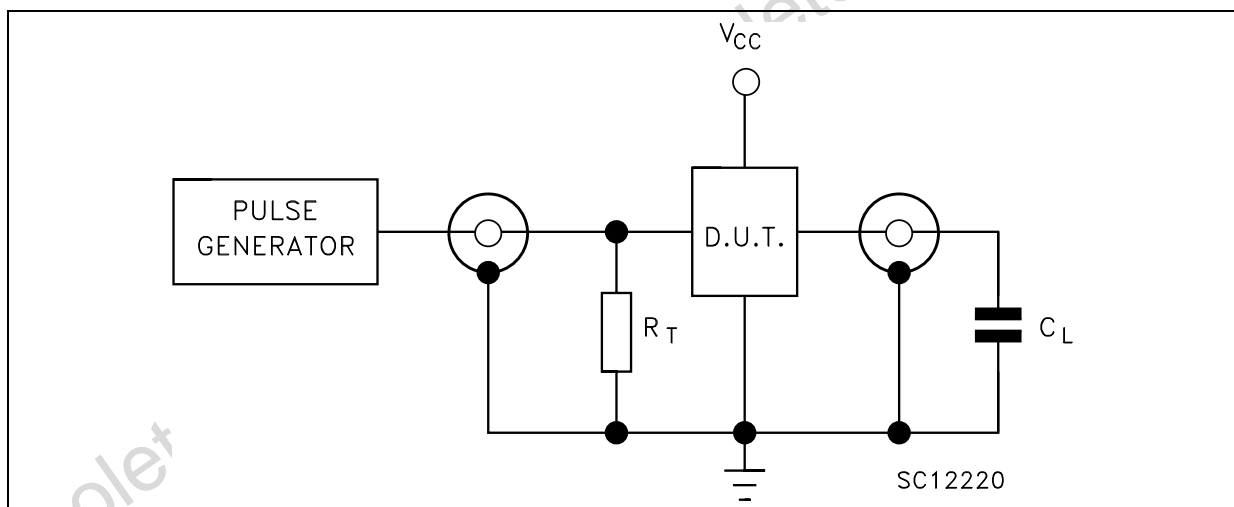 VCC
PULSE
GENERATOR
D.U.T.
RT
CL
SC12220